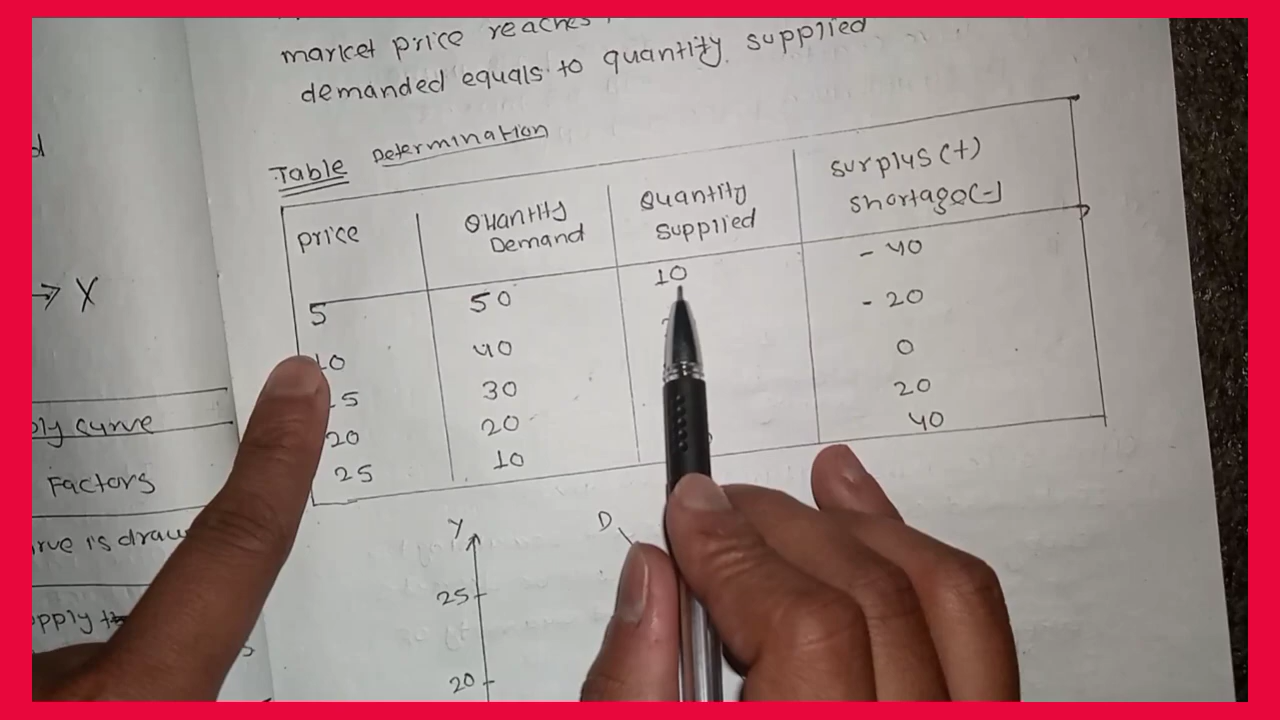 market price reaches
demanded equals to quantity supplied
Table Determination
price
Quantity Demand
Quantity Supplied
surplus (+) shortage (-)
5 50 10 - 40
10 40 - 20
30 0
20 20 20
25 10 40
X
ply curve
Factors
is draw
Y
D
25
20